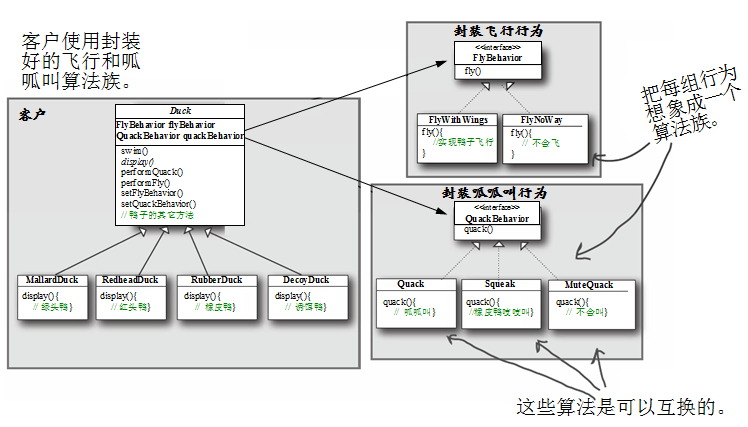 客户使用封装
好的飞行和呱
呱叫算法族。
客户
Duck
FlyBehavior flyBehavior
QuackBehavior quackBehavior
swim()
display()
performQuack()
performFly()
setFlyBehavior()
setQuackBehavior()
// 鸭子的其它方法
MallardDuck
display(){
// 绿头鸭}
RedheadDuck
display(){
// 红头鸭}
RubberDuck
display(){
// 橡皮鸭}
DecoyDuck
display(){
// 诱饵鸭}
封装飞行行为
<<interface>>
FlyBehavior
fly()
FlyWithWings
fly(){
//实现鸭子飞行
}
FlyNoWay
fly(){
// 不会飞
}
把每组行为
想象成一个
算法族。
封装呱呱叫行为
<<interface>>
QuackBehavior
quack()
Quack
quack(){
// 呱呱叫}
Squeak
quack(){
//橡皮鸭吱吱叫}
MuteQuack
quack(){
// 不会叫}
这些算法是可以互换的。